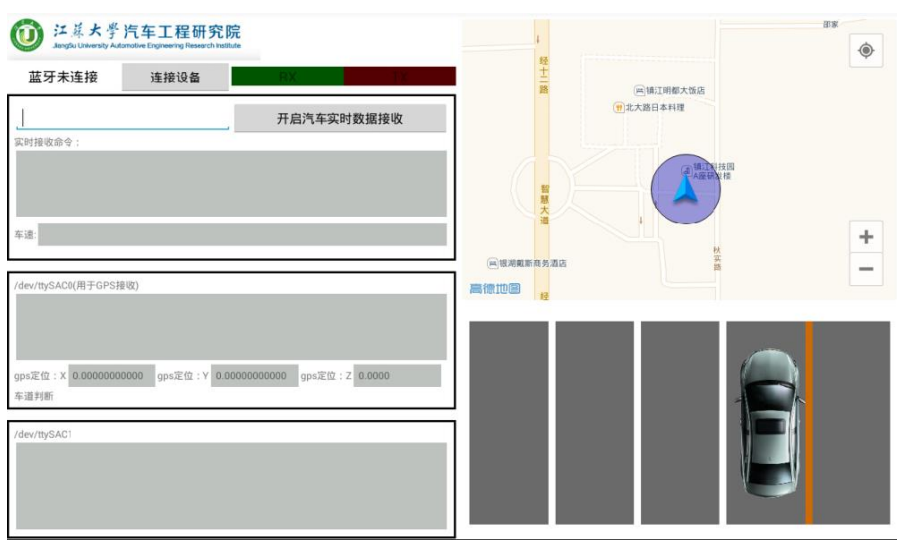 江苏大学汽车工程研究院
JiangSu University Automotive Engineering Research Institute
蓝牙未连接
连接设备
RX
TX
开启汽车实时数据接收
实时接收命令：
车速:
/dev/ttySAC0(用于GPS接收)
gps定位：X 0.00000000000 gps定位：Y 0.00000000000 gps定位：Z 0.0000
车道判断
/dev/ttySAC1
邵家
经十二路
镇江明都大饭店
北大路日本料理
镇江科技园
A座研发楼
智慧大道
秋实路
银湖戴斯商务酒店
高德地图
经